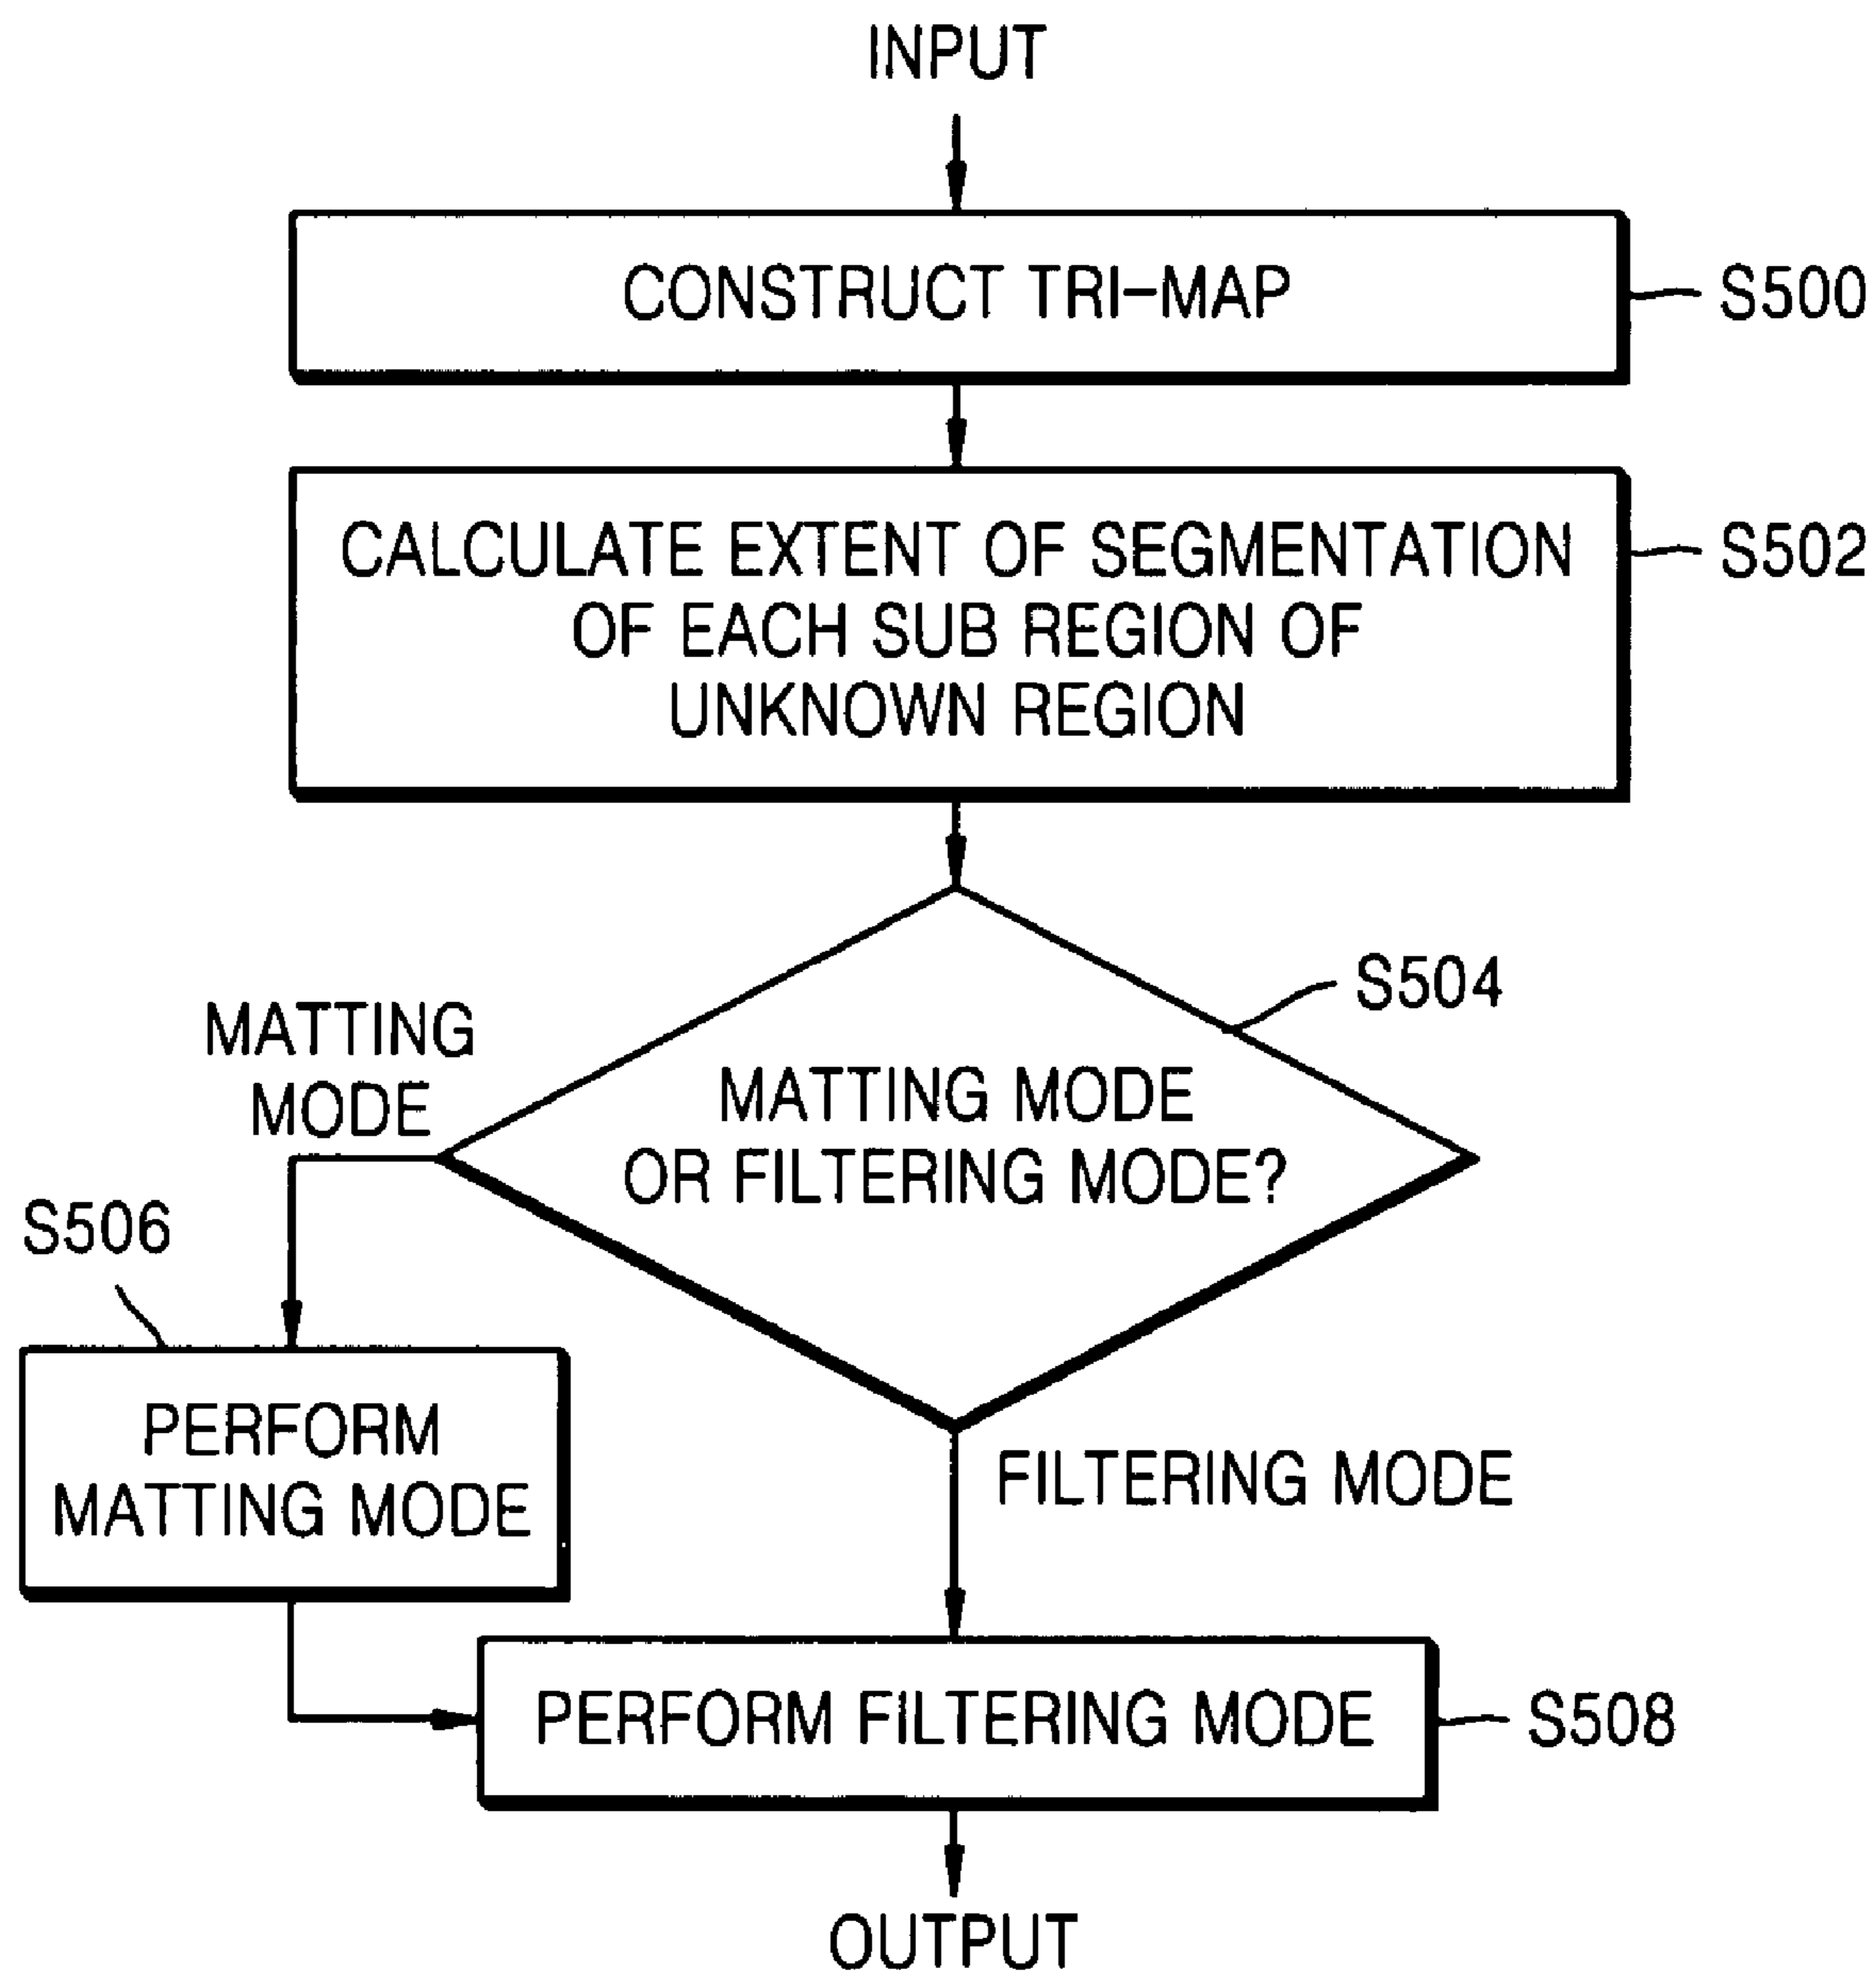 INPUT
CONSTRUCT TRI-MAP
S500
CALCULATE EXTENT OF SEGMENTATION
OF EACH SUB REGION OF
UNKNOWN REGION
S502
S504
MATTING
MODE
MATTING MODE
OR FILTERING MODE?
S506
PERFORM
MATTING MODE
FILTERING MODE
PERFORM FILTERING MODE
S508
OUTPUT